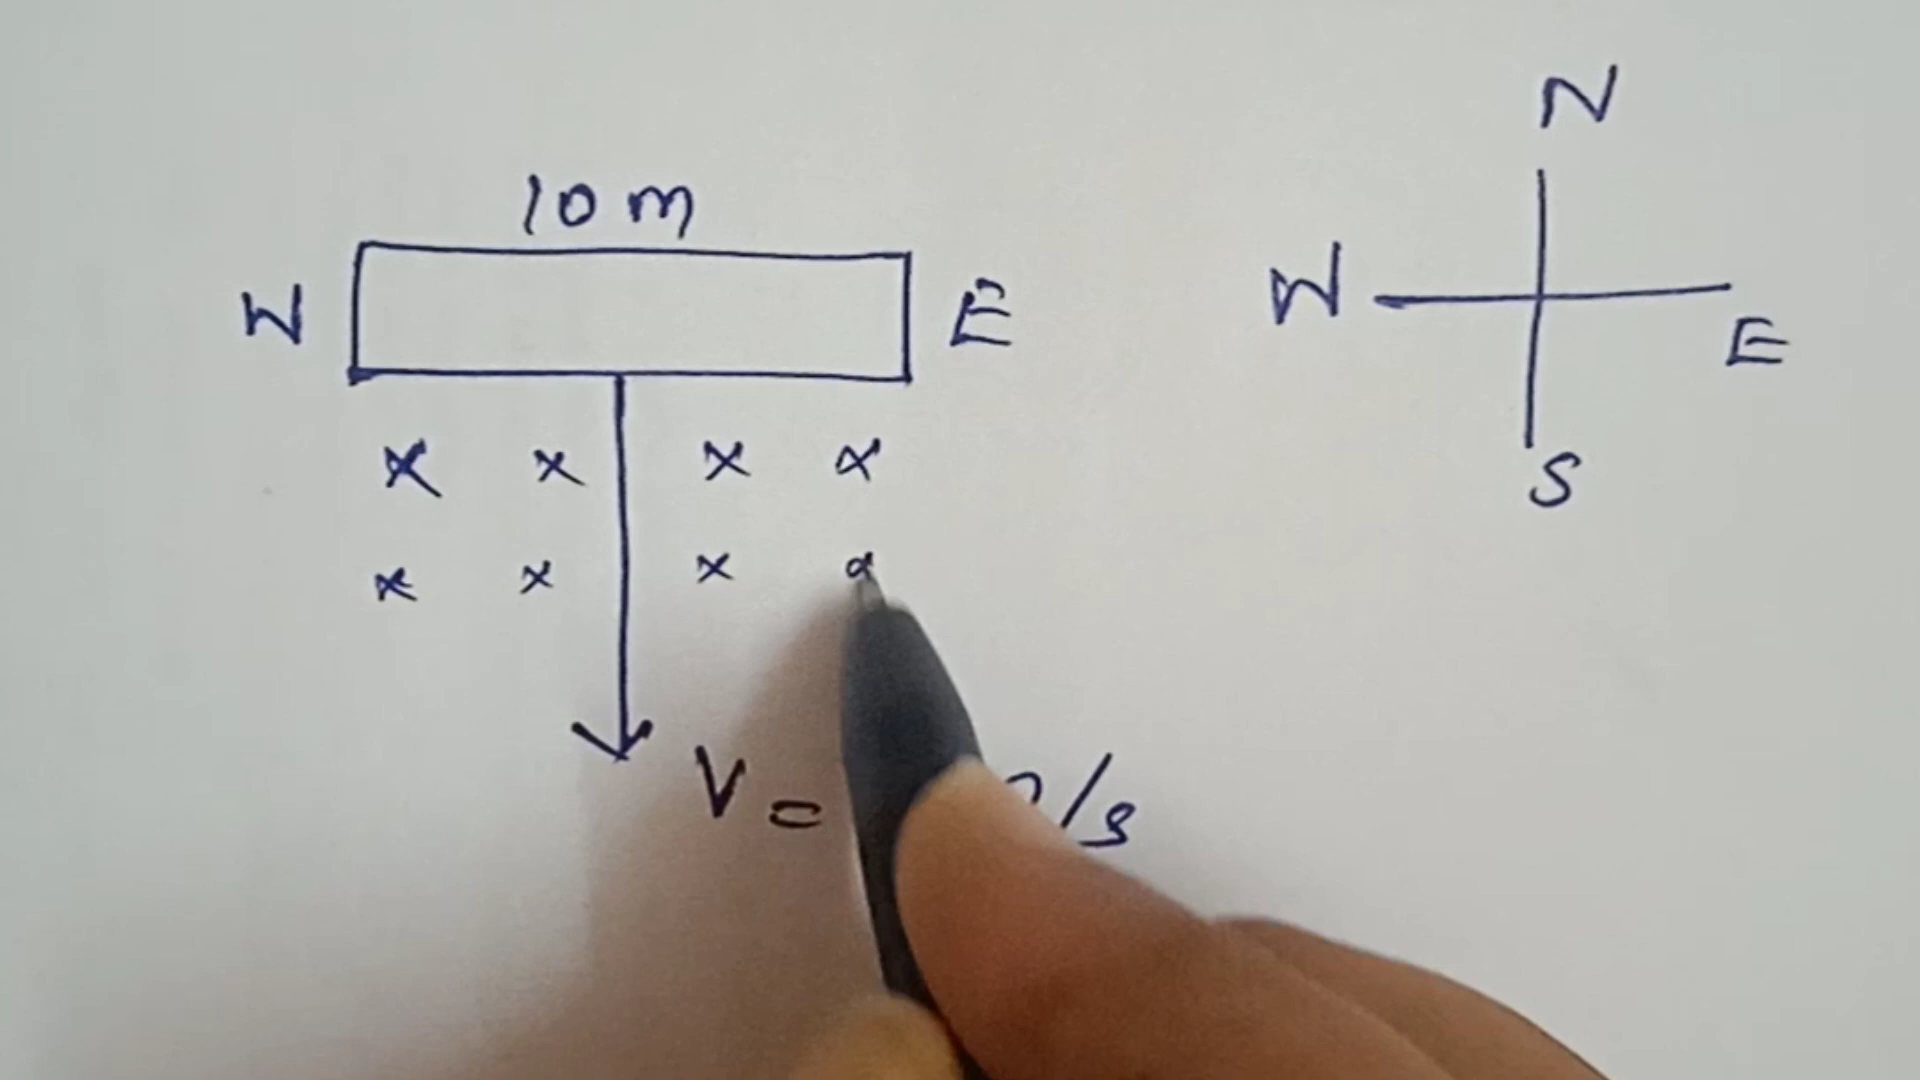 N
10 m
W E
W E
S
x x x x
x x x x
V = /s